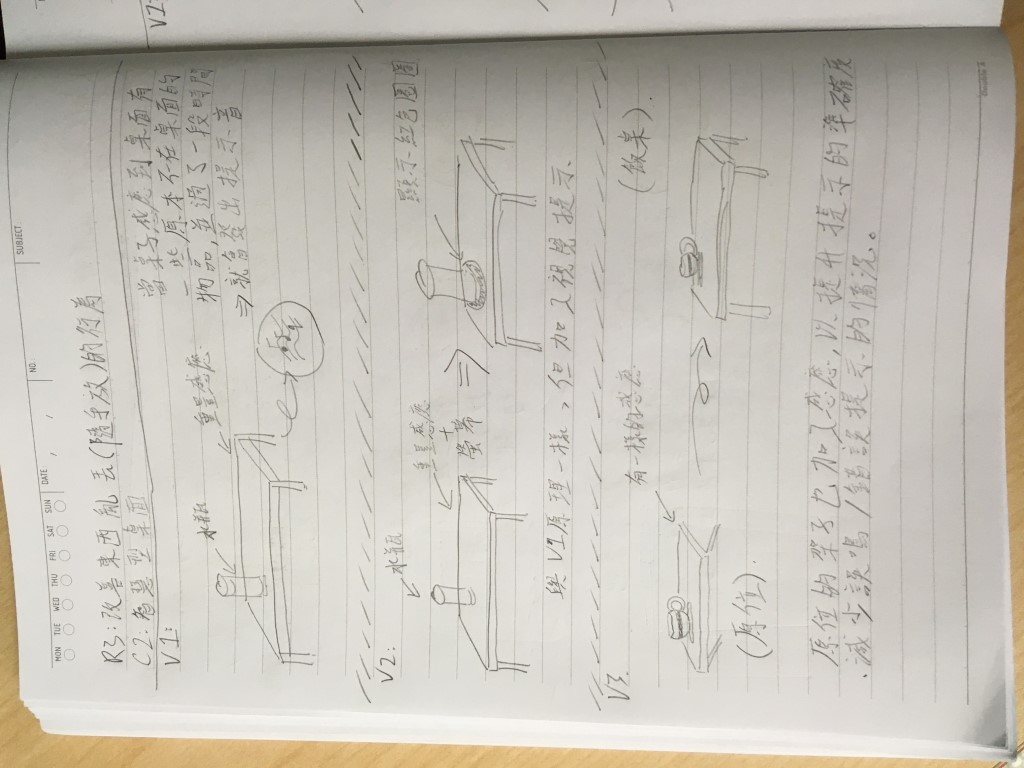 MON TUE WED THU FRI SAT SUN DATE: / / NO.: SUBJECT:
R3:改善東西亂丟(隨手放)的行為
C2:智慧型桌面
V1:
當桌子感應到桌面有
一些原本不在桌面的
物品,並過了一段時間
⇒就會發出提示音
水瓶
重量感應
V2:
水瓶
重量感應
+
螢幕
⇒
顯示紅色圈圈
與V1原理一樣,但加了視覺提示
V3.
有一樣的感應
(飯桌).
(原位).
原位的架子也加了感應,以提升提示的準確度
、減少誤鳴/錯誤提示的情況。
Double A
V1: